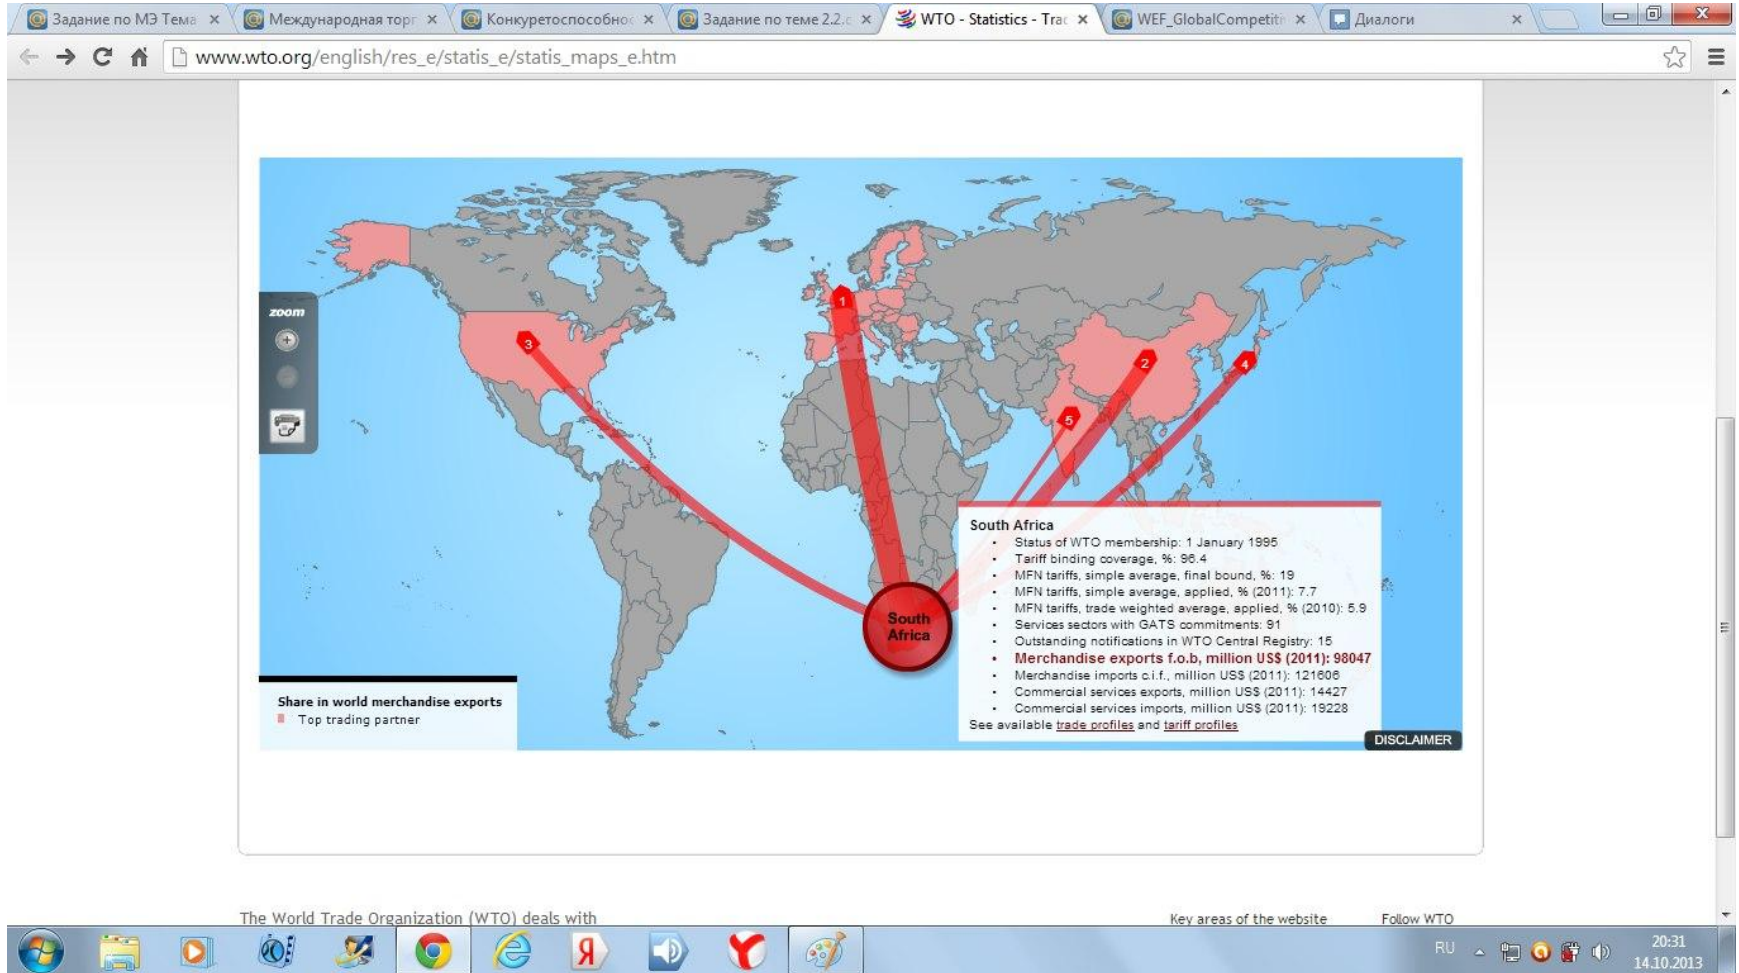 Задание по МЭ Тема
Международная торг
Конкуретоспособнос
Задание по теме 2.2.с
WTO - Statistics - Trac
WEF_GlobalCompetiti
Диалоги
www.wto.org/english/res_e/statis_e/statis_maps_e.htm
zoom
1
2
3
4
5
South
Africa
South Africa
• Status of WTO membership: 1 January 1995
• Tariff binding coverage, %: 96.4
• MFN tariffs, simple average, final bound, %: 19
• MFN tariffs, simple average, applied, % (2011): 7.7
• MFN tariffs, trade weighted average, applied, % (2010): 5.9
• Services sectors with GATS commitments: 91
• Outstanding notifications in WTO Central Registry: 15
• Merchandise exports f.o.b, million US$ (2011): 98047
• Merchandise imports c.i.f., million US$ (2011): 121606
• Commercial services exports, million US$ (2011): 14427
• Commercial services imports, million US$ (2011): 19228
See available trade profiles and tariff profiles
DISCLAIMER
Share in world merchandise exports
Top trading partner
The World Trade Organization (WTO) deals with
Key areas of the website
Follow WTO
Я
RU
20:31
14.10.2013